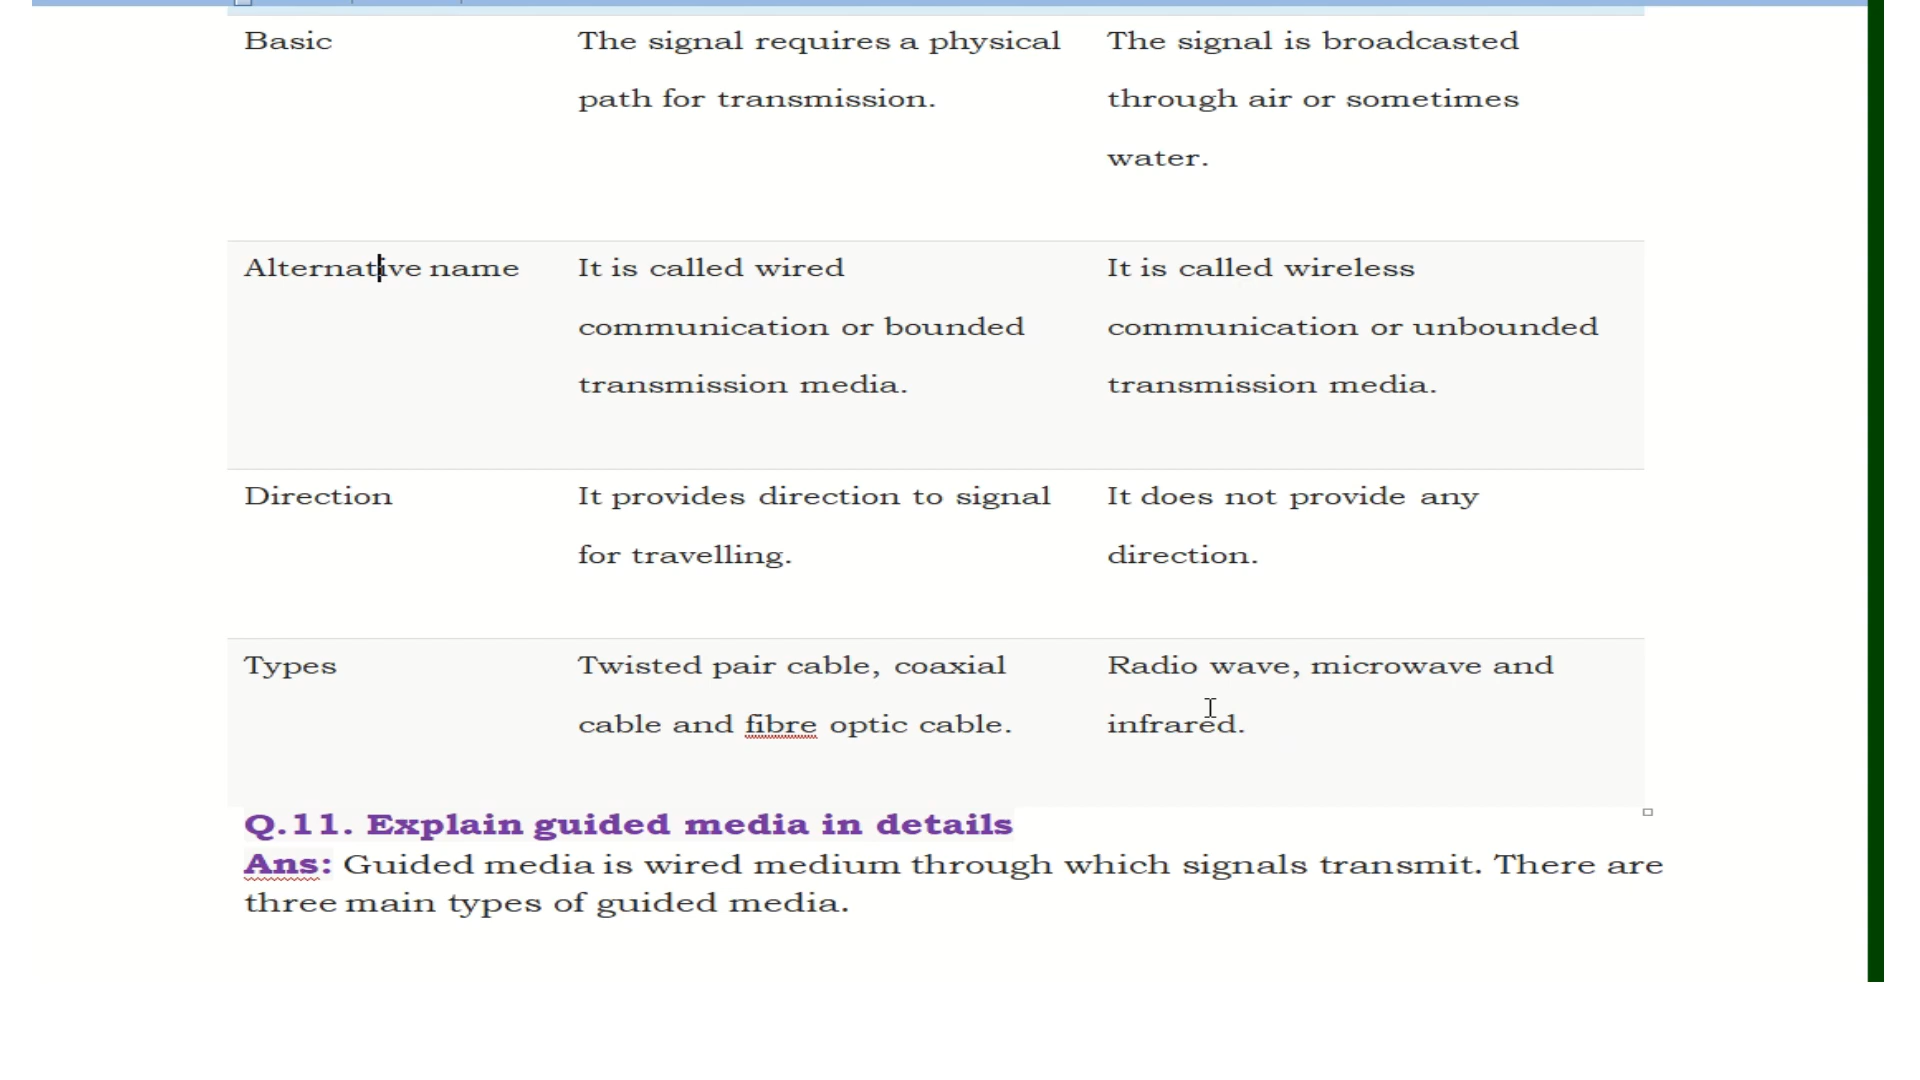 Basic
The signal requires a physical
path for transmission.
The signal is broadcasted
through air or sometimes
water.
Alternative name
It is called wired
communication or bounded
transmission media.
It is called wireless
communication or unbounded
transmission media.
Direction
It provides direction to signal
for travelling.
It does not provide any
direction.
Types
Twisted pair cable, coaxial
cable and fibre optic cable.
Radio wave, microwave and
infrared.
Q.11. Explain guided media in details
Ans: Guided media is wired medium through which signals transmit. There are
three main types of guided media.